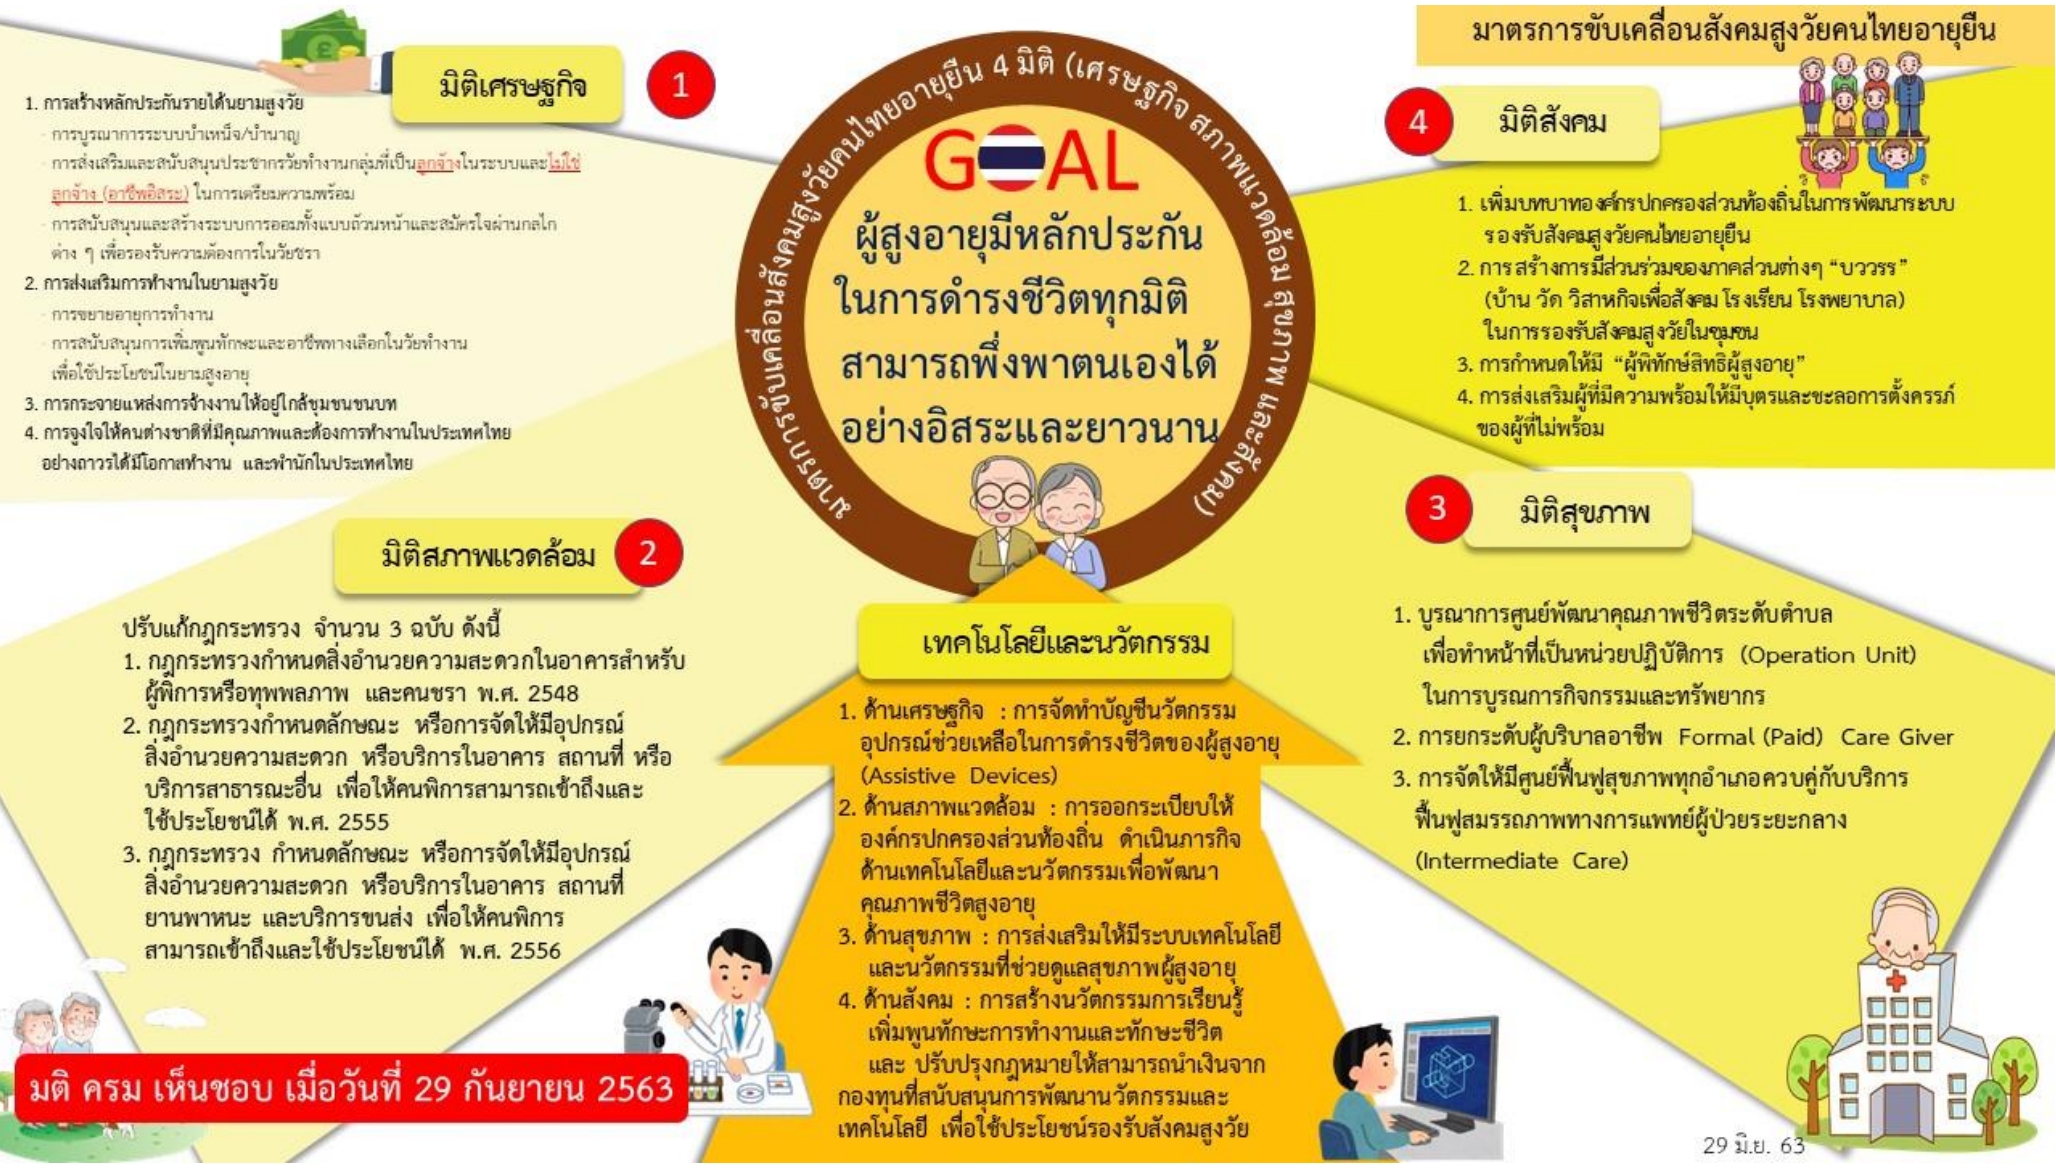 มาตรการขับเคลื่อนสังคมสูงวัยคนไทยอายุยืน
มาตรการขับเคลื่อนสังคมสูงวัยคนไทยอายุยืน 4 มิติ (เศรษฐกิจ สภาพแวดล้อม สุขภาพ และสังคม)
GOAL
ผู้สูงอายุมีหลักประกัน
ในการดำรงชีวิตทุกมิติ
สามารถพึ่งพาตนเองได้
อย่างอิสระและยาวนาน
มิติเศรษฐกิจ
1
1. การสร้างหลักประกันรายได้นยามสูงวัย
- การบูรณาการระบบบำเหน็จ/บำนาญ
- การส่งเสริมและสนับสนุนประชากรวัยทำงานกลุ่มที่เป็นลูกจ้างในระบบและไม่ใช่
ลูกจ้าง (อาชีพอิสระ) ในการเตรียมความพร้อม
- การสนับสนุนและสร้างระบบการออมทั้งแบบถ้วนหน้าและสมัครใจผ่านกลไก
ต่าง ๆ เพื่อรองรับความต้องการในวัยชรา
2. การส่งเสริมการทำงานในยามสูงวัย
- การขยายอายุการทำงาน
- การสนับสนุนการเพิ่มพูนทักษะและอาชีพทางเลือกในวัยทำงาน
เพื่อใช้ประโยชน์ในยามสูงอายุ
3. การกระจายแหล่งการจ้างงานให้อยู่ใกล้ชุมชนชนบท
4. การจูงใจให้คนต่างชาติที่มีคุณภาพและต้องการทำงานในประเทศไทย
อย่างถาวรได้มีโอกาสทำงาน และพำนักในประเทศไทย
มิติสภาพแวดล้อม
2
ปรับแก้กฎกระทรวง จำนวน 3 ฉบับ ดังนี้
1. กฎกระทรวงกำหนดสิ่งอำนวยความสะดวกในอาคารสำหรับ
ผู้พิการหรือทุพพลภาพ และคนชรา พ.ศ. 2548
2. กฎกระทรวงกำหนดลักษณะ หรือการจัดให้มีอุปกรณ์
สิ่งอำนวยความสะดวก หรือบริการในอาคาร สถานที่ หรือ
บริการสาธารณะอื่น เพื่อให้คนพิการสามารถเข้าถึงและ
ใช้ประโยชน์ได้ พ.ศ. 2555
3. กฎกระทรวง กำหนดลักษณะ หรือการจัดให้มีอุปกรณ์
สิ่งอำนวยความสะดวก หรือบริการในอาคาร สถานที่
ยานพาหนะ และบริการขนส่ง เพื่อให้คนพิการ
สามารถเข้าถึงและใช้ประโยชน์ได้ พ.ศ. 2556
มติ ครม เห็นชอบ เมื่อวันที่ 29 กันยายน 2563
เทคโนโลยีและนวัตกรรม
1. ด้านเศรษฐกิจ : การจัดทำบัญชีนวัตกรรม
อุปกรณ์ช่วยเหลือในการดำรงชีวิตของผู้สูงอายุ
(Assistive Devices)
2. ด้านสภาพแวดล้อม : การออกระเบียบให้
องค์กรปกครองส่วนท้องถิ่น ดำเนินภารกิจ
ด้านเทคโนโลยีและนวัตกรรมเพื่อพัฒนา
คุณภาพชีวิตสูงอายุ
3. ด้านสุขภาพ : การส่งเสริมให้มีระบบเทคโนโลยี
และนวัตกรรมที่ช่วยดูแลสุขภาพผู้สูงอายุ
4. ด้านสังคม : การสร้างนวัตกรรมการเรียนรู้
เพิ่มพูนทักษะการทำงานและทักษะชีวิต
และ ปรับปรุงกฎหมายให้สามารถนำเงินจาก
กองทุนที่สนับสนุนการพัฒนานวัตกรรมและ
เทคโนโลยี เพื่อใช้ประโยชน์รองรับสังคมสูงวัย
4
มิติสังคม
1. เพิ่มบทบาทองค์กรปกครองส่วนท้องถิ่นในการพัฒนาระบบ
รองรับสังคมสูงวัยคนไทยอายุยืน
2. การสร้างการมีส่วนร่วมของภาคส่วนต่างๆ “บววรร”
(บ้าน วัด วิสาหกิจเพื่อสังคม โรงเรียน โรงพยาบาล)
ในการรองรับสังคมสูงวัยในชุมชน
3. การกำหนดให้มี “ผู้พิทักษ์สิทธิผู้สูงอายุ”
4. การส่งเสริมผู้ที่มีความพร้อมให้มีบุตรและชะลอการตั้งครรภ์
ของผู้ที่ไม่พร้อม
3
มิติสุขภาพ
1. บูรณาการศูนย์พัฒนาคุณภาพชีวิตระดับตำบล
เพื่อทำหน้าที่เป็นหน่วยปฏิบัติการ (Operation Unit)
ในการบูรณการกิจกรรมและทรัพยากร
2. การยกระดับผู้บริบาลอาชีพ Formal (Paid) Care Giver
3. การจัดให้มีศูนย์ฟื้นฟูสุขภาพทุกอำเภอควบคู่กับบริการ
ฟื้นฟูสมรรถภาพทางการแพทย์ผู้ป่วยระยะกลาง
(Intermediate Care)
29 มิ.ย. 63